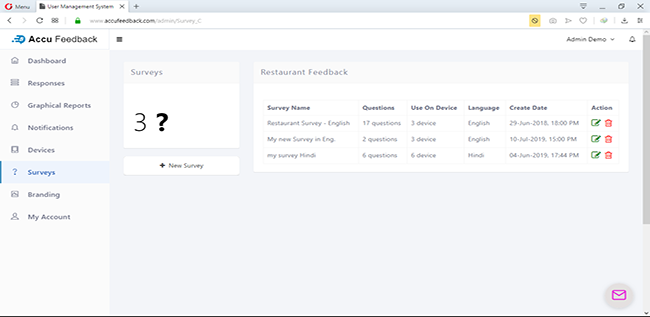 Menu
User Management System
www.accufeedback.com/admin/Survey_C
Accu Feedback
Admin Demo
Dashboard
Responses
Graphical Reports
Notifications
Devices
Surveys
Branding
My Account
Surveys
3 ?
+ New Survey
Restaurant Feedback
Survey Name Questions Use On Device Language Create Date Action
Restaurant Survey - English 17 questions 3 device English 29-Jun-2018, 18:00 PM
My new Survey in Eng. 2 questions 3 device English 10-Jul-2019, 15:00 PM
my survey Hindi 6 questions 6 device Hindi 04-Jun-2019, 17:44 PM